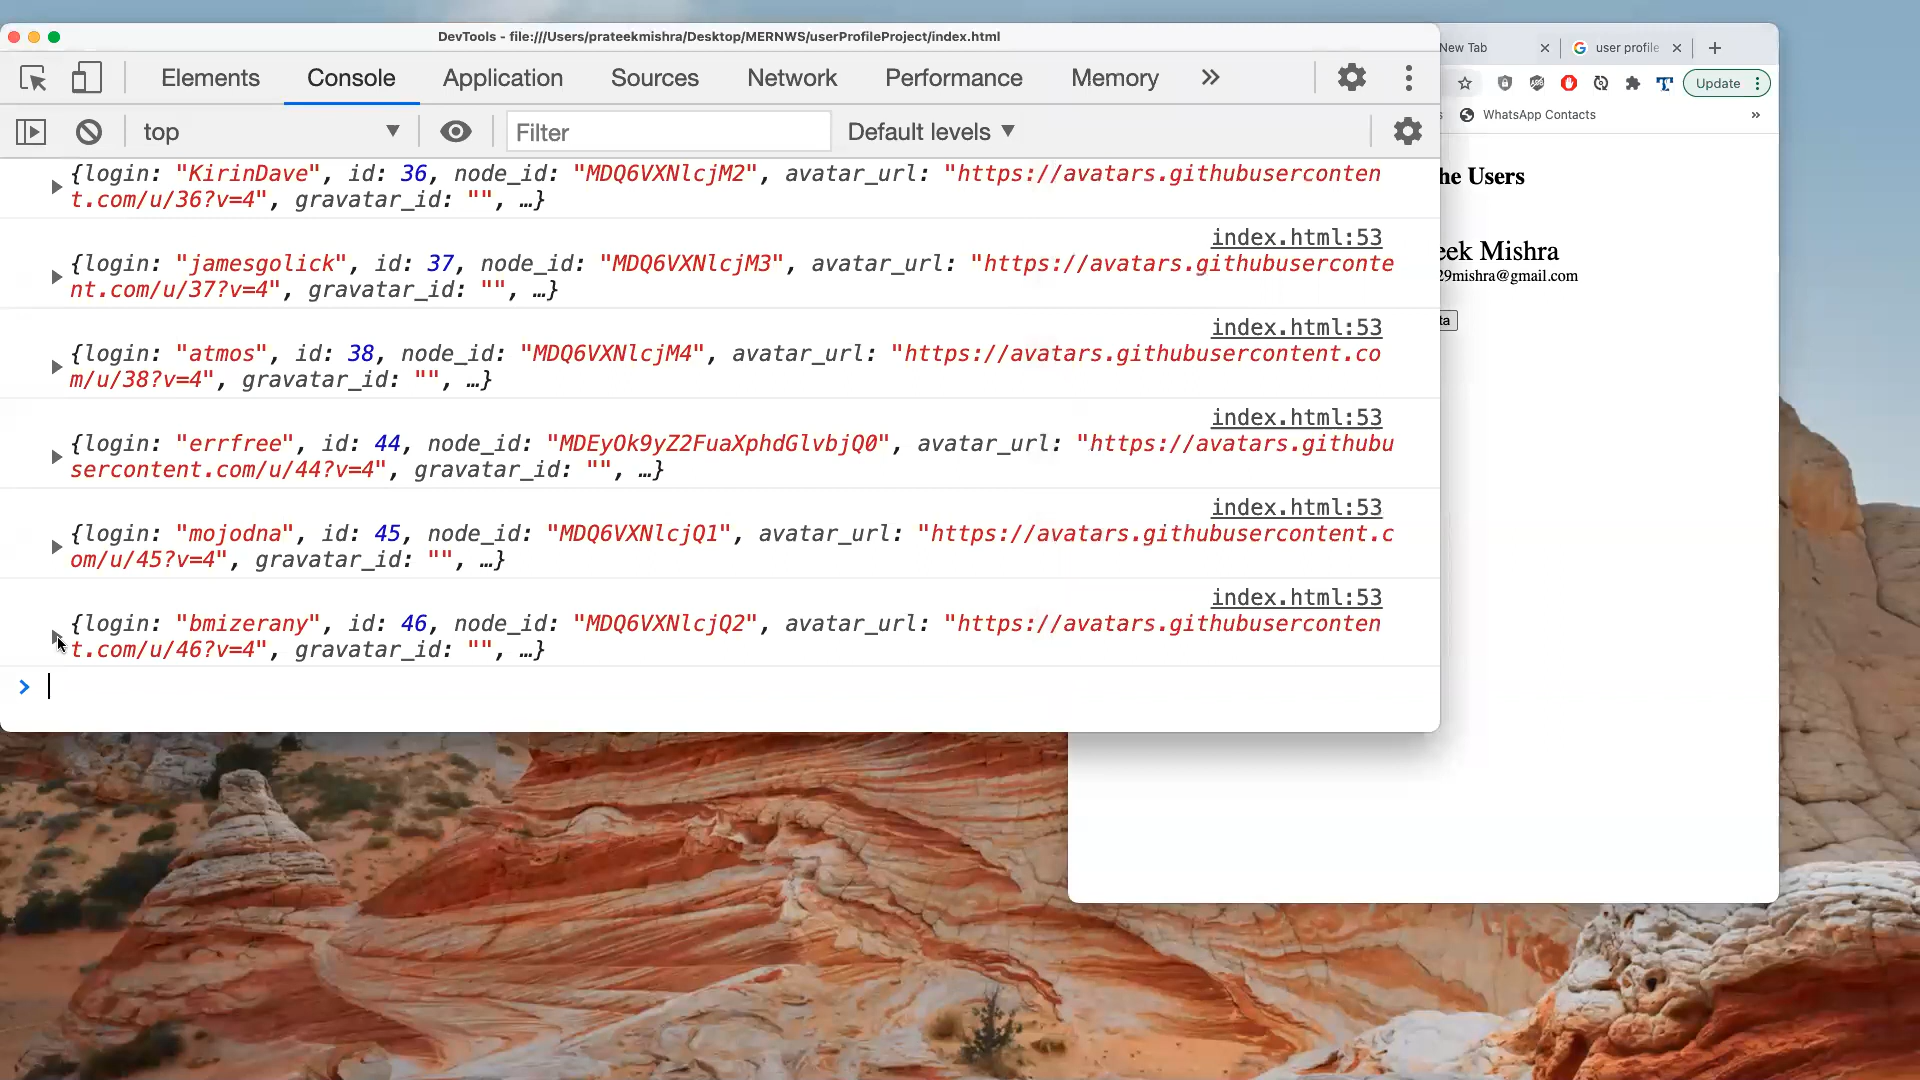 DevTools - file:///Users/prateekmishra/Desktop/MERNWS/userProfileProject/index.html
New Tab
user profile
Elements
Console
Application
Sources
Network
Performance
Memory
Update
WhatsApp Contacts
top
Filter
Default levels
{login: "KirinDave", id: 36, node_id: "MDQ6VXNlcjM2", avatar_url: "https://avatars.githubuserconten
t.com/u/36?v=4", gravatar_id: "", …}
index.html:53
{login: "jamesgolick", id: 37, node_id: "MDQ6VXNlcjM3", avatar_url: "https://avatars.githubuserconte
nt.com/u/37?v=4", gravatar_id: "", …}
index.html:53
{login: "atmos", id: 38, node_id: "MDQ6VXNlcjM4", avatar_url: "https://avatars.githubusercontent.co
m/u/38?v=4", gravatar_id: "", …}
index.html:53
{login: "errfree", id: 44, node_id: "MDEyOk9yZ2FuaXphdGlvbjQ0", avatar_url: "https://avatars.githubu
sercontent.com/u/44?v=4", gravatar_id: "", …}
index.html:53
{login: "mojodna", id: 45, node_id: "MDQ6VXNlcjQ1", avatar_url: "https://avatars.githubusercontent.c
om/u/45?v=4", gravatar_id: "", …}
index.html:53
{login: "bmizerany", id: 46, node_id: "MDQ6VXNlcjQ2", avatar_url: "https://avatars.githubuserconten
t.com/u/46?v=4", gravatar_id: "", …}
he Users
eek Mishra
29mishra@gmail.com
ta